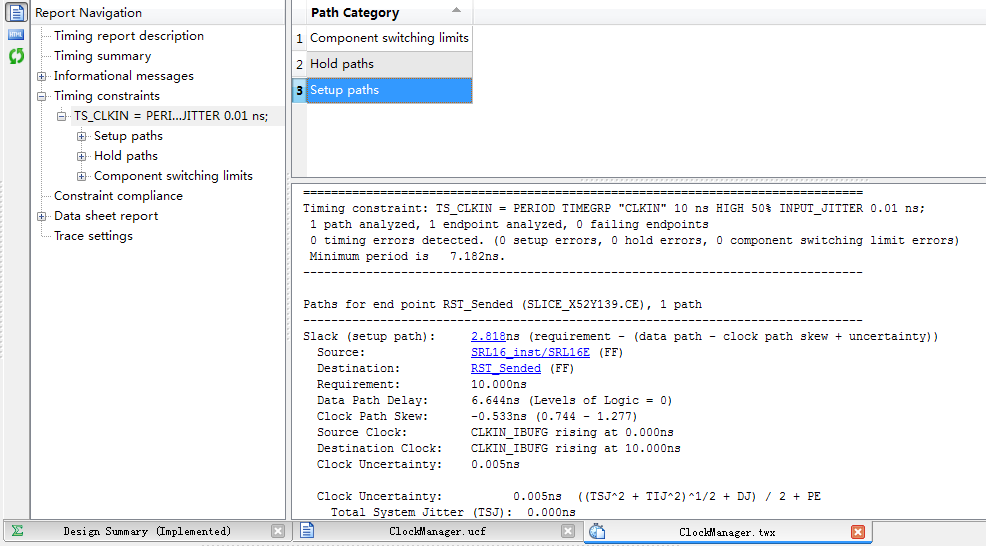 Report Navigation
Timing report description
Timing summary
Informational messages
Timing constraints
TS_CLKIN = PERI...JITTER 0.01 ns;
Setup paths
Hold paths
Component switching limits
Constraint compliance
Data sheet report
Trace settings
Path Category
1 Component switching limits
2 Hold paths
3 Setup paths
================================================================================
Timing constraint: TS_CLKIN = PERIOD TIMEGRP "CLKIN" 10 ns HIGH 50% INPUT_JITTER 0.01 ns;
1 path analyzed, 1 endpoint analyzed, 0 failing endpoints
0 timing errors detected. (0 setup errors, 0 hold errors, 0 component switching limit errors)
Minimum period is 7.182ns.
--------------------------------------------------------------------------------
Paths for end point RST_Sended (SLICE_X52Y139.CE), 1 path
--------------------------------------------------------------------------------
Slack (setup path): 2.818ns (requirement - (data path - clock path skew + uncertainty))
Source: SRL16_inst/SRL16E (FF)
Destination: RST_Sended (FF)
Requirement: 10.000ns
Data Path Delay: 6.644ns (Levels of Logic = 0)
Clock Path Skew: -0.533ns (0.744 - 1.277)
Source Clock: CLKIN_IBUFG rising at 0.000ns
Destination Clock: CLKIN_IBUFG rising at 10.000ns
Clock Uncertainty: 0.005ns
Clock Uncertainty: 0.005ns ((TSJ^2 + TIJ^2)^1/2 + DJ) / 2 + PE
Total System Jitter (TSJ): 0.000ns
Design Summary (Implemented)
ClockManager.ucf
ClockManager.twx